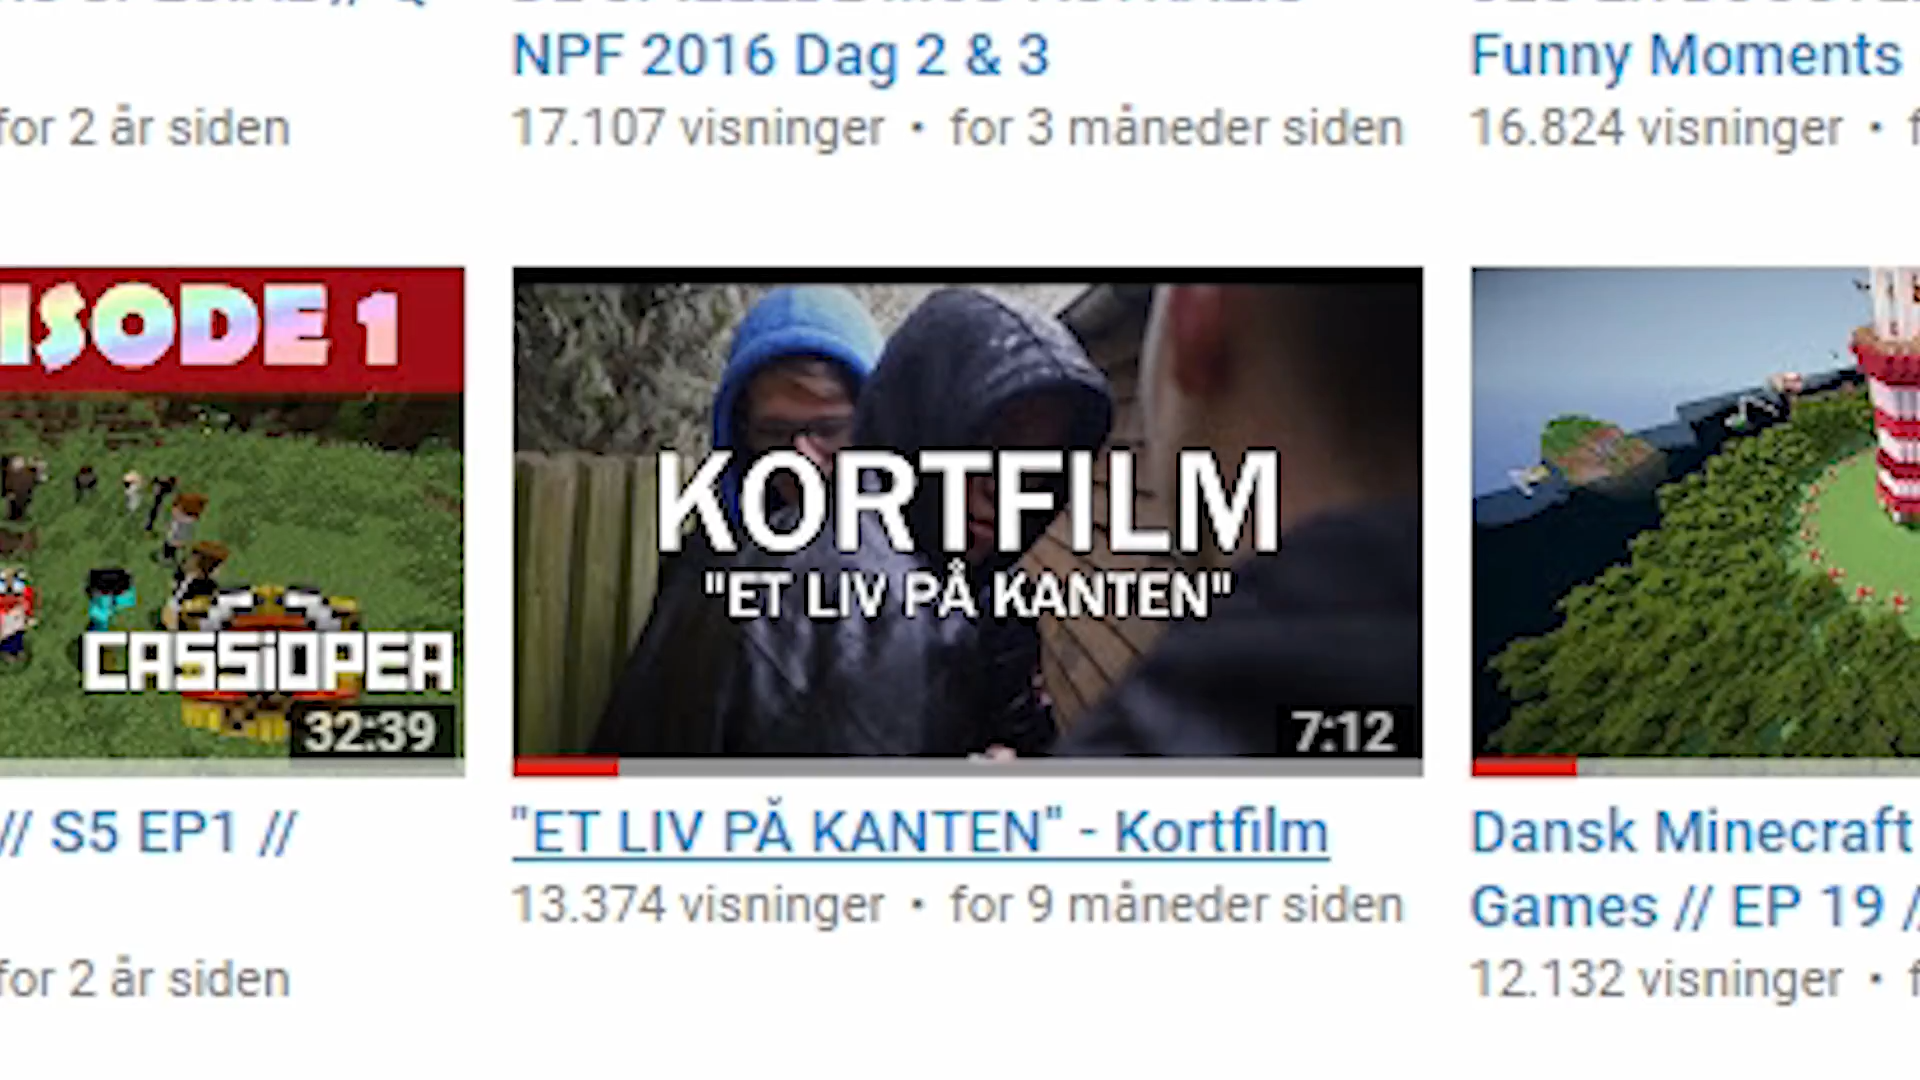 NPF 2016 Dag 2 & 3
Funny Moments
for 2 år siden
17.107 visninger • for 3 måneder siden
16.824 visninger •
ISODE 1
CASSIOPEA
32:39
KORTFILM
"ET LIV PÅ KANTEN"
7:12
// S5 EP1 //
"ET LIV PÅ KANTEN" - Kortfilm
Dansk Minecraft
13.374 visninger • for 9 måneder siden
Games // EP 19 //
for 2 år siden
12.132 visninger •